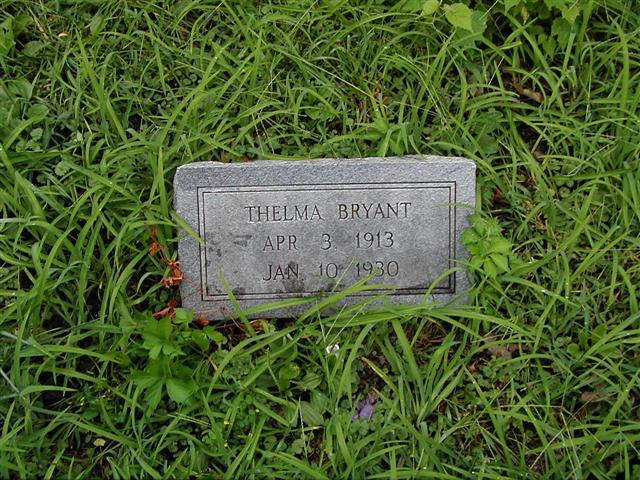 THELMA BRYANT
APR 3, 1913
JAN 10 1930